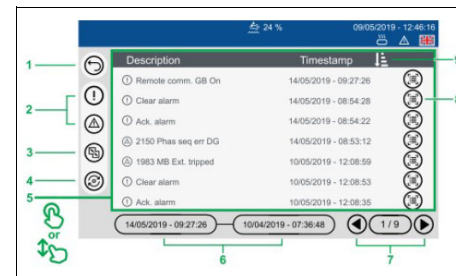 24 %
09/05/2019 - 12:46:16
Description Timestamp
1
Remote comm. GB On 14/05/2019 - 09:27:26
2
Clear alarm 14/05/2019 - 08:54:28
Ack. alarm 14/05/2019 - 08:54:22
3
2150 Phas seq err DG 14/05/2019 - 08:53:12
1983 MB Ext. tripped 10/05/2019 - 12:08:59
4
Clear alarm 10/05/2019 - 12:08:53
5
Ack. alarm 10/05/2019 - 12:08:35
or
14/05/2019 - 09:27:26 10/04/2019 - 07:36:48 1 / 9
6 7